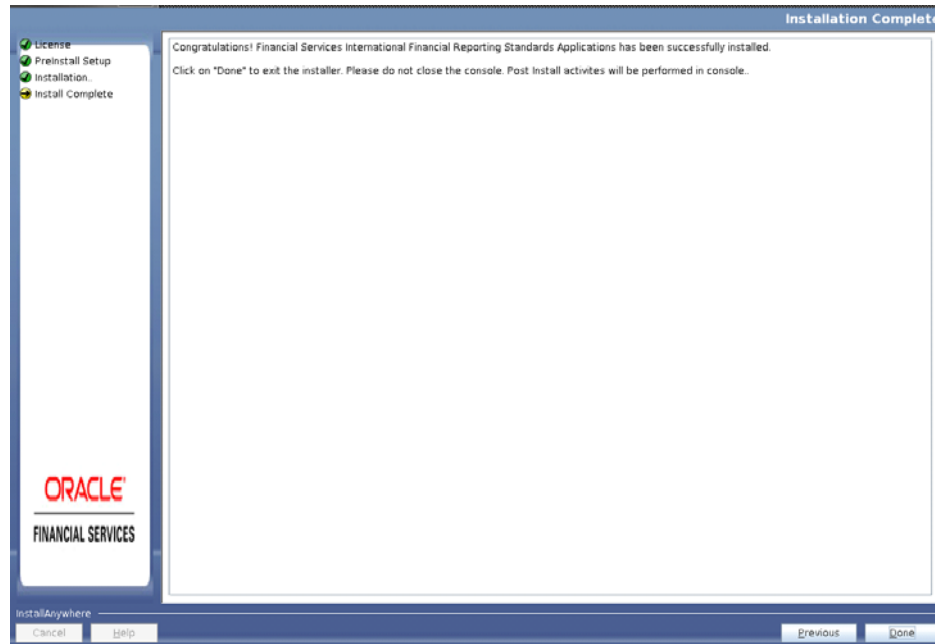 Installation Complete
License
Preinstall Setup
Installation..
Install Complete
Congratulations! Financial Services International Financial Reporting Standards Applications has been successfully installed.
Click on "Done" to exit the installer. Please do not close the console. Post Install activites will be performed in console..
ORACLE
FINANCIAL SERVICES
InstallAnywhere
Cancel
Help
Previous
Done